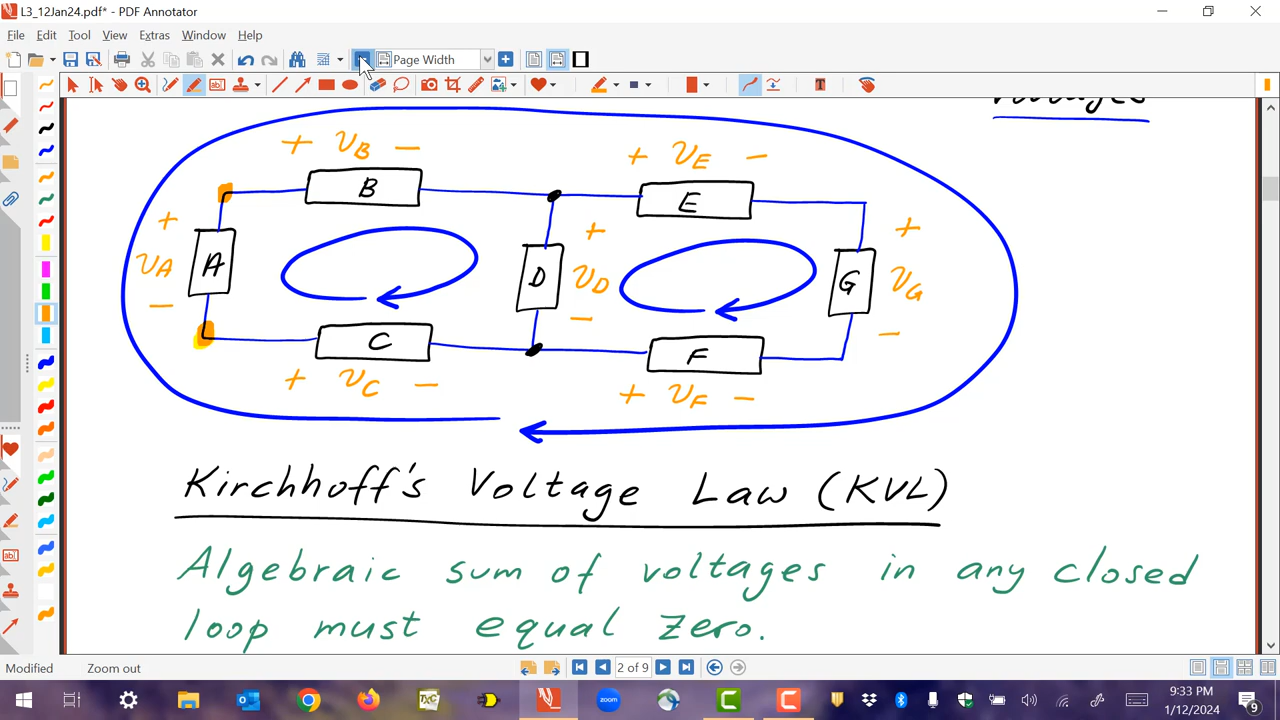 L3_12Jan24.pdf* - PDF Annotator
File Edit Tool View Extras Window Help
Page Width
+ VB − + VE −
B
E
+ VA −
A
D
+ VD −
G
+ VG −
C
F
+ VC − + VF −
Kirchhoff's Voltage Law (KVL)
Algebraic sum of voltages in any closed
loop must equal zero.
Modified Zoom out 2 of 9
9:33 PM
1/12/2024
9